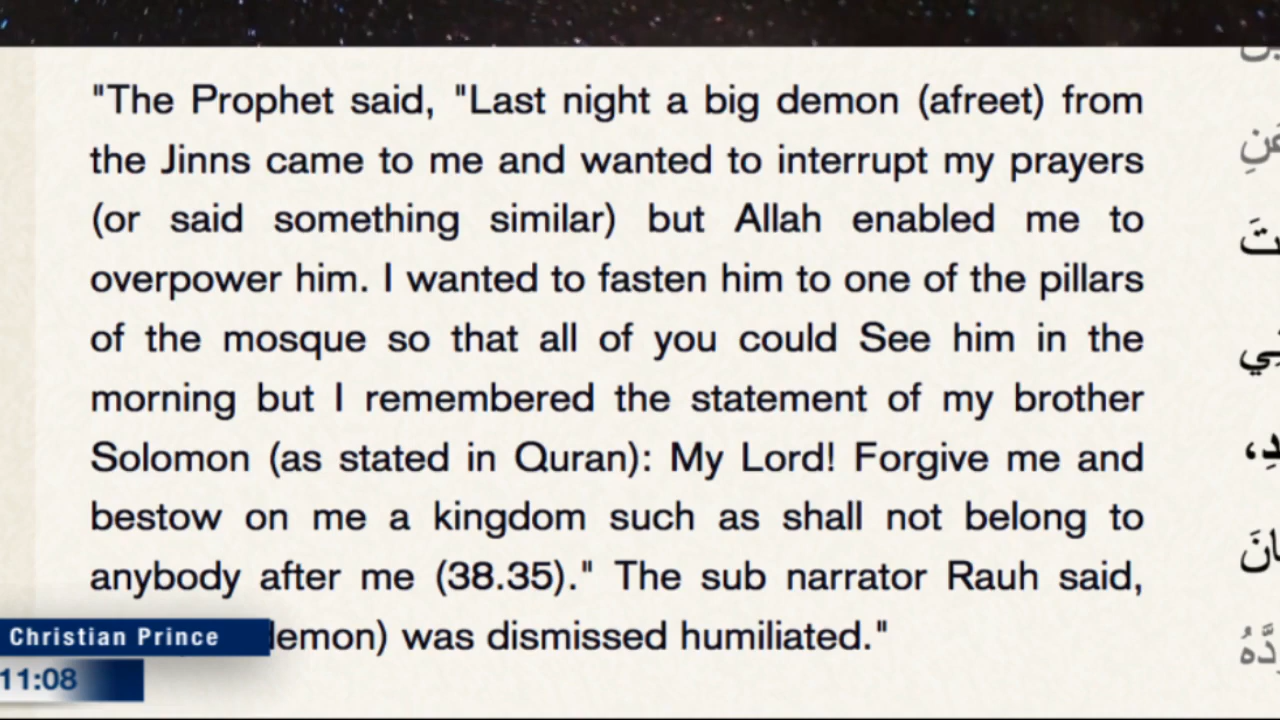 "The Prophet said, "Last night a big demon (afreet) from
the Jinns came to me and wanted to interrupt my prayers
(or said something similar) but Allah enabled me to
overpower him. I wanted to fasten him to one of the pillars
of the mosque so that all of you could See him in the
morning but I remembered the statement of my brother
Solomon (as stated in Quran): My Lord! Forgive me and
bestow on me a kingdom such as shall not belong to
anybody after me (38.35)." The sub narrator Rauh said,
was dismissed humiliated."
Christian Prince
11:08